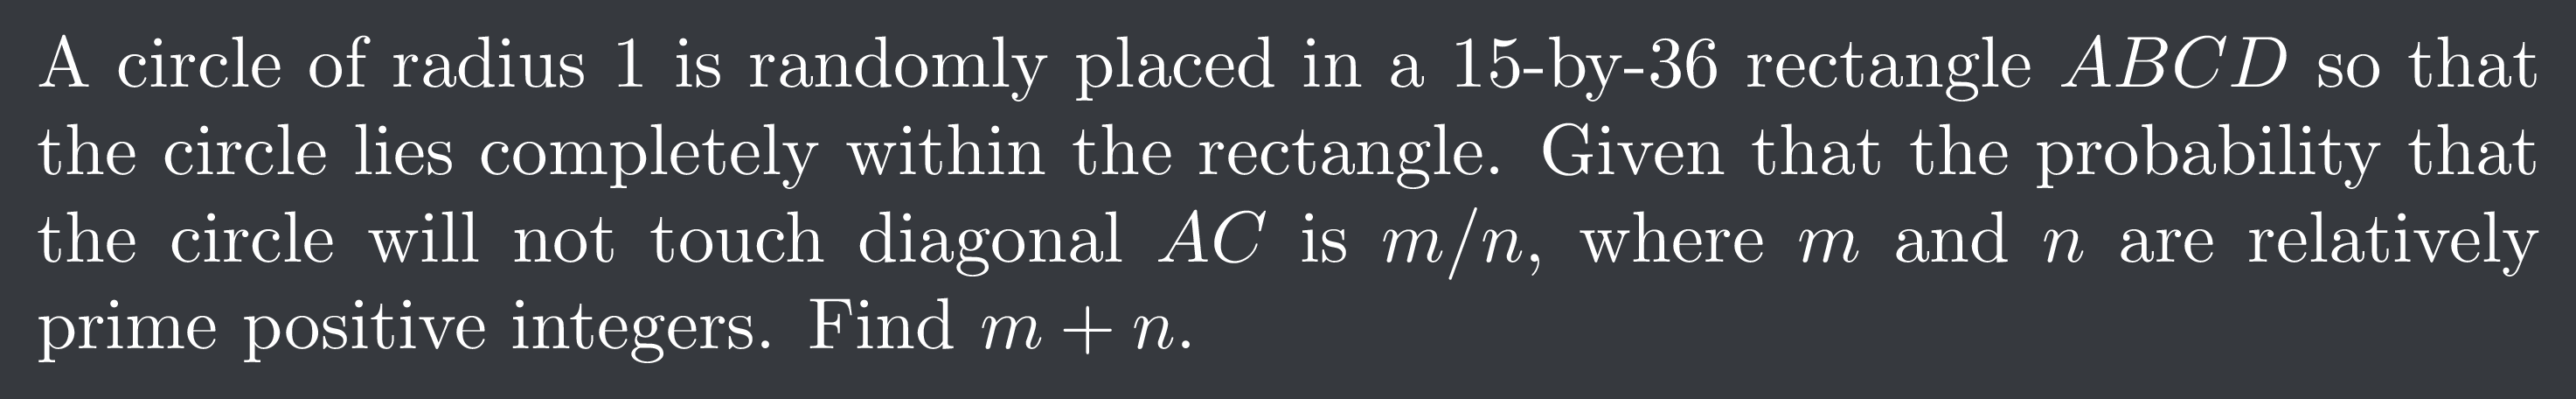 A circle of radius 1 is randomly placed in a 15-by-36 rectangle ABCD so that
the circle lies completely within the rectangle. Given that the probability that
the circle will not touch diagonal AC is m/n, where m and n are relatively
prime positive integers. Find m + n.